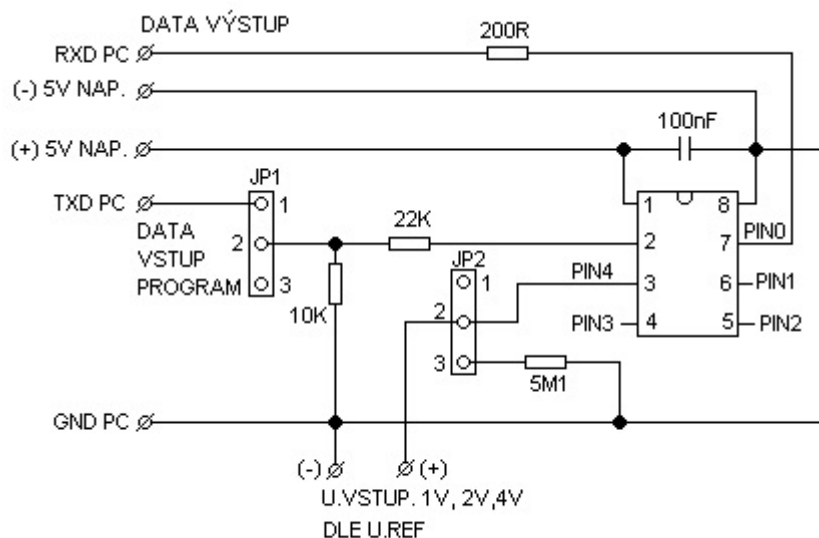 DATA VÝSTUP
RXD PC
200R
(-) 5V NAP.
100nF
(+) 5V NAP.
JP1
TXD PC
1
1
8
22K
DATA
2
2
7
PIN0
VSTUP
JP2
PROGRAM
3
1
PIN4
3
6
PIN1
10K
2
PIN3
4
5
PIN2
3
5M1
GND PC
(-)
(+)
U.VSTUP. 1V, 2V,4V
DLE U.REF